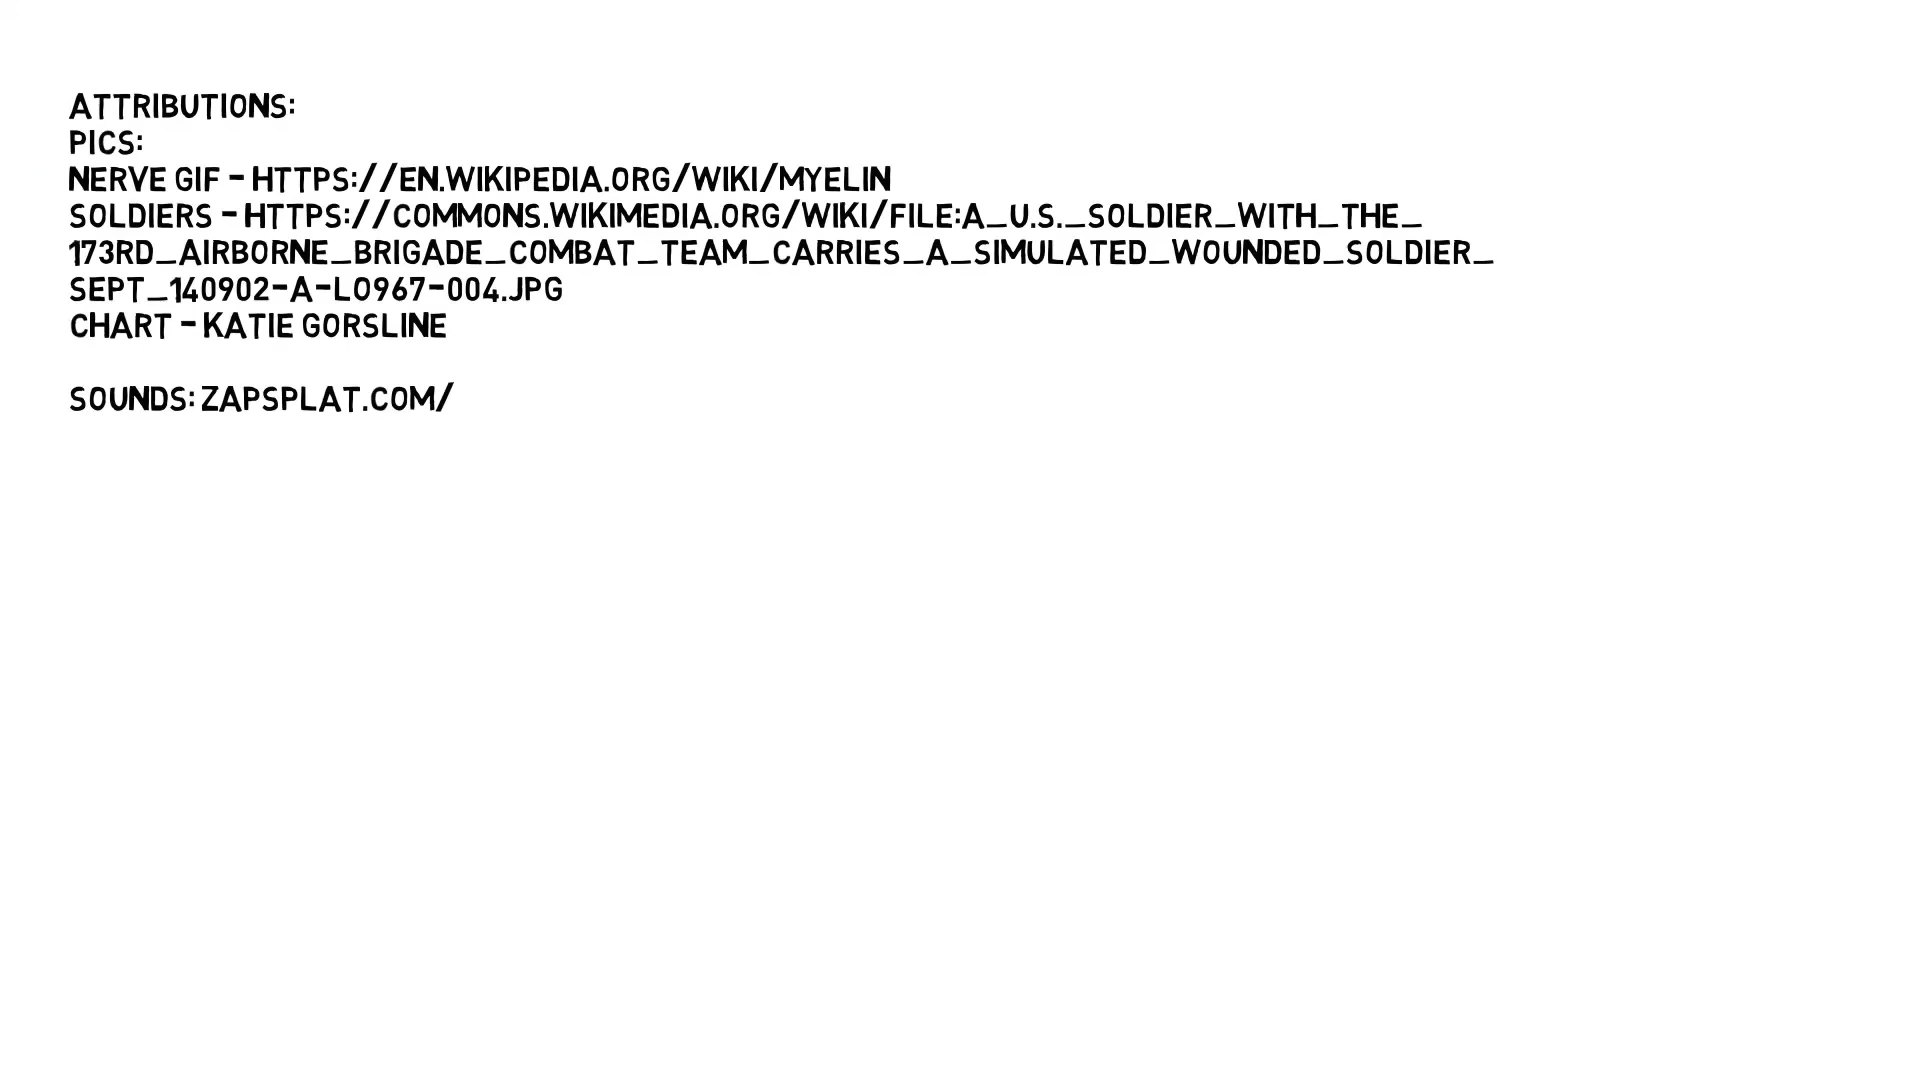 ATTRIBUTIONS:
PICS:
NERVE GIF - HTTPS://EN.WIKIPEDIA.ORG/WIKI/MYELIN
SOLDIERS - HTTPS://COMMONS.WIKIMEDIA.ORG/WIKI/FILE:A_U.S._SOLDIER_WITH_THE_
173RD_AIRBORNE_BRIGADE_COMBAT_TEAM_CARRIES_A_SIMULATED_WOUNDED_SOLDIER_
SEPT_140902-A-LO967-004.JPG
CHART - KATIE GORSLINE
SOUNDS: ZAPSPLAT.COM/